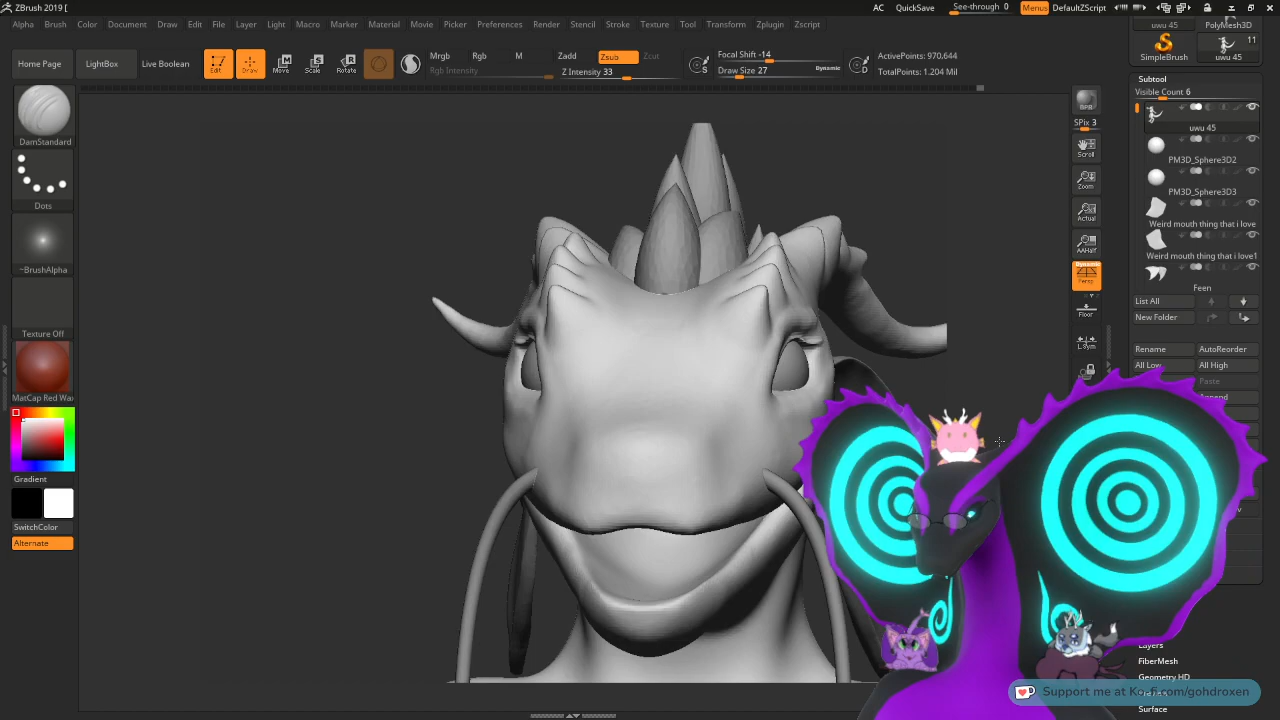 ZBrush 2019 [
AC QuickSave See-through 0 Menus DefaultZScript
Alpha Brush Color Document Draw Edit File Layer Light Macro Marker Material Movie Picker Preferences Render Stencil Stroke Texture Tool Transform Zplugin Zscript
uwu 45 PolyMesh3D
SimpleBrush 11 uwu 45
Home Page LightBox Live Boolean Edit Draw Move Scale Rotate
Mrgb Rgb M Zadd Zsub Zcut
Rgb Intensity Z Intensity 33
Focal Shift -14
Draw Size 27 Dynamic
S D
ActivePoints: 970,644
TotalPoints: 1.204 Mil
DamStandard
Dots
~BrushAlpha
Texture Off
MatCap Red Wax
Gradient
SwitchColor
Alternate
BPR
SPix 3
Scroll
Zoom
Actual
AAHalf
Dynamic
Persp
Floor
L.Sym
Subtool
Visible Count 6
uwu 45
PM3D_Sphere3D2
PM3D_Sphere3D3
Weird mouth thing that i love
Weird mouth thing that i love1
Feen
List All
New Folder
Rename AutoReorder
All Low All High
Paste
Append
Layers
FiberMesh
Geometry HD
Surface
Support me at Ko-fi.com/gohdroxen